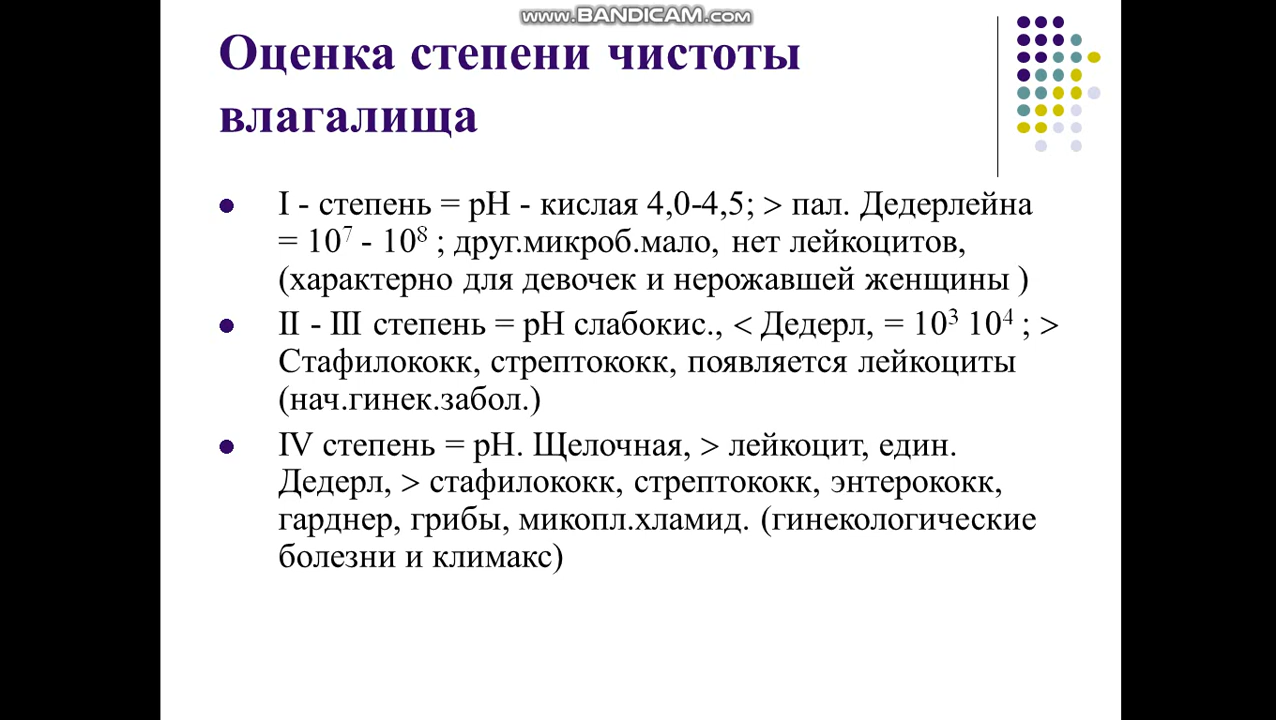 www.BANDICAM.com
Оценка степени чистоты
влагалища
I - степень = pH - кислая 4,0-4,5; > пал. Дедерлейна
= 10⁷ - 10⁸ ; друг.микроб.мало, нет лейкоцитов,
(характерно для девочек и нерожавшей женщины )
II - III степень = pH слабокис., < Дедерл, = 10³ 10⁴ ; >
Стафилококк, стрептококк, появляется лейкоциты
(нач.гинек.забол.)
IV степень = pH. Щелочная, > лейкоцит, един.
Дедерл, > стафилококк, стрептококк, энтерококк,
гарднер, грибы, микопл.хламид. (гинекологические
болезни и климакс)